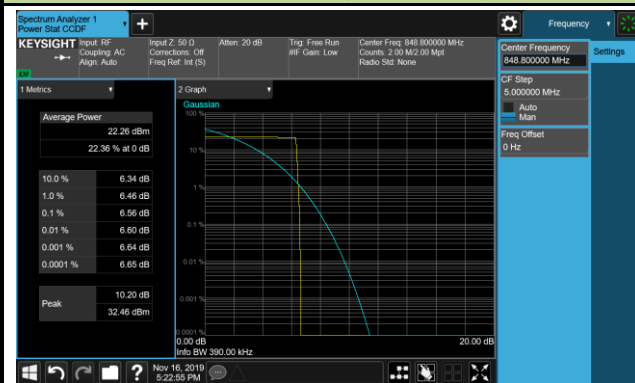 Spectrum Analyzer 1
Power Stat CCDF
Frequency
KEYSIGHT
Input: RF
Coupling: AC
Align: Auto
Input Z: 50 Ω
Corrections: Off
Freq Ref: Int (S)
Atten: 20 dB
Trig: Free Run
#IF Gain: Low
Center Freq: 848.800000 MHz
Counts: 2.00 M/2.00 Mpt
Radio Std: None
1 Metrics
2 Graph
Gaussian
Average Power
22.26 dBm
22.36 % at 0 dB
10.0 % 6.34 dB
1.0 % 6.46 dB
0.1 % 6.56 dB
0.01 % 6.60 dB
0.001 % 6.64 dB
0.0001 % 6.65 dB
Peak
10.20 dB
32.46 dBm
100 %
10 %
1 %
0.1 %
0.01 %
0.001 %
0.0001 %
0.00 dB
20.00 dB
Info BW 390.00 kHz
Center Frequency
848.800000 MHz
Settings
CF Step
5.000000 MHz
Auto
Man
Freq Offset
0 Hz
Nov 16, 2019
5:22:55 PM